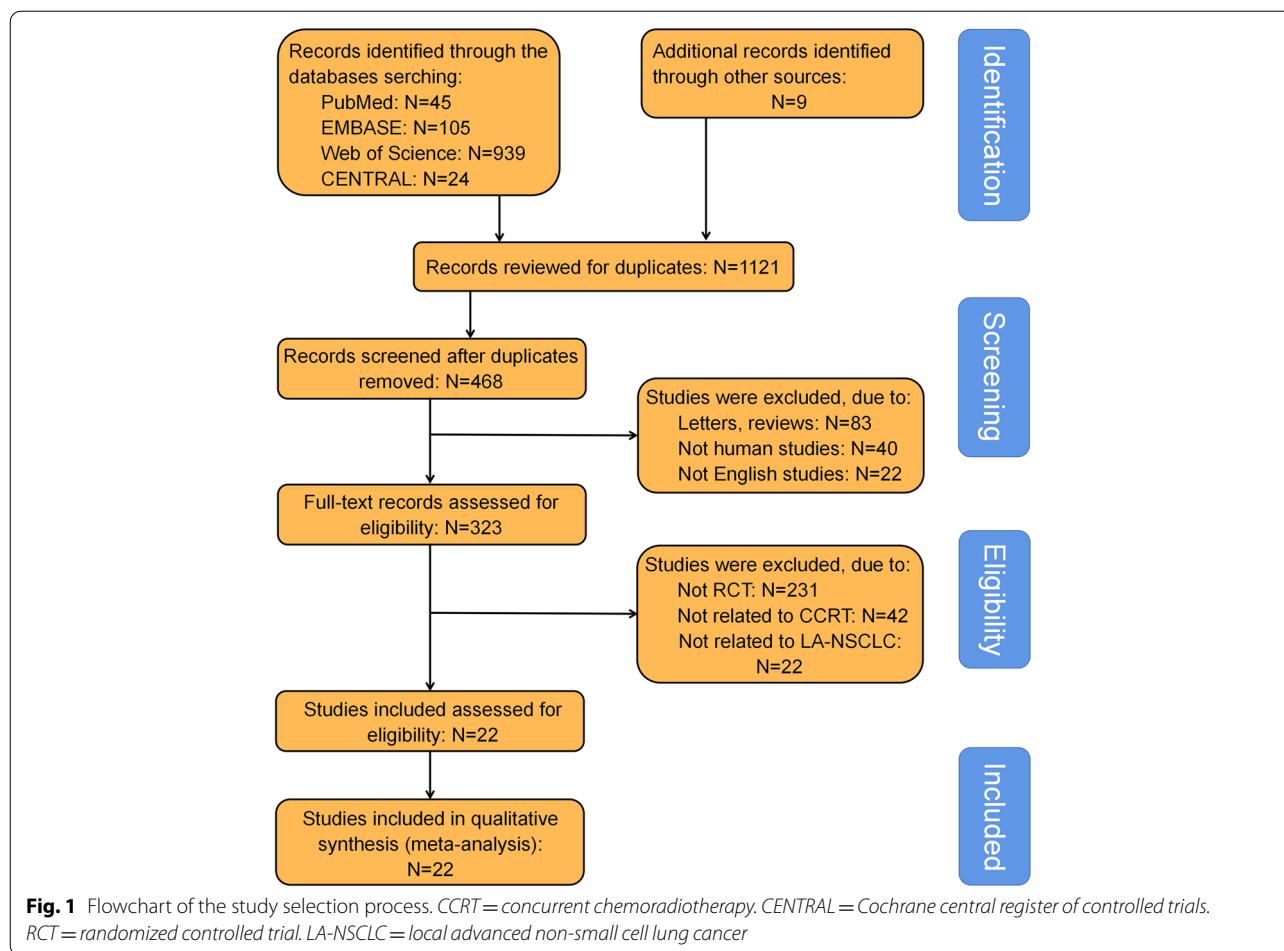 Records identified through the
databases serching:
PubMed: N=45
EMBASE: N=105
Web of Science: N=939
CENTRAL: N=24
Additional records identified
through other sources:
N=9
Identification
Records reviewed for duplicates: N=1121
Screening
Records screened after duplicates
removed: N=468
Studies were excluded, due to:
Letters, reviews: N=83
Not human studies: N=40
Not English studies: N=22
Full-text records assessed for
eligibility: N=323
Eligibility
Studies were excluded, due to:
Not RCT: N=231
Not related to CCRT: N=42
Not related to LA-NSCLC:
N=22
Studies included assessed for
eligibility: N=22
Included
Studies included in qualitative
synthesis (meta-analysis):
N=22
Fig. 1 Flowchart of the study selection process. CCRT = concurrent chemoradiotherapy. CENTRAL = Cochrane central register of controlled trials.
RCT = randomized controlled trial. LA-NSCLC = local advanced non-small cell lung cancer